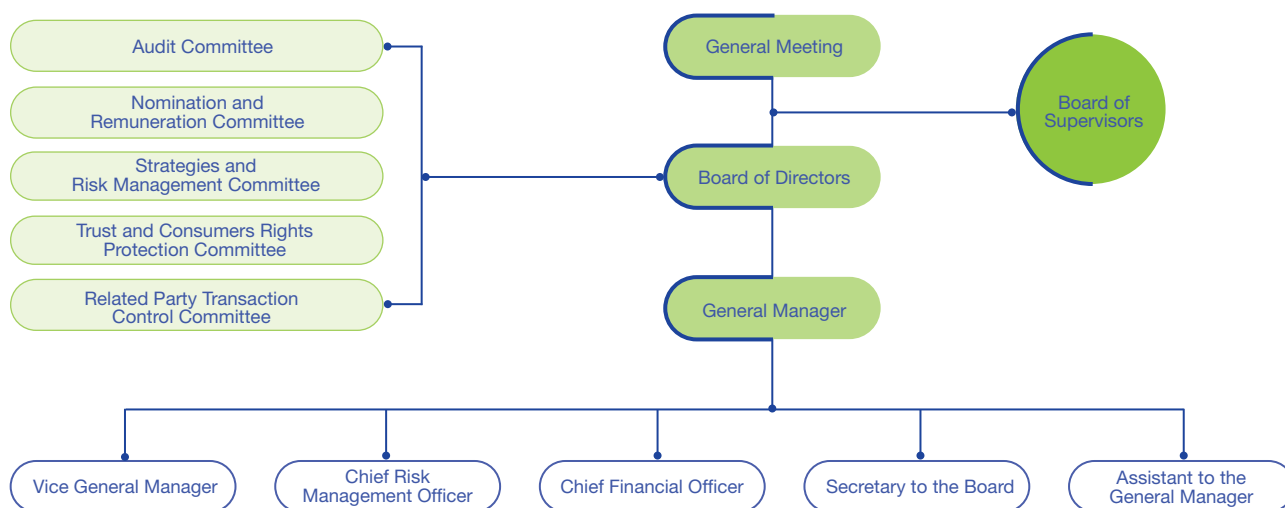 Audit Committee
Nomination and
Remuneration Committee
Strategies and
Risk Management Committee
Trust and Consumers Rights
Protection Committee
Related Party Transaction
Control Committee
General Meeting
Board of
Supervisors
Board of Directors
General Manager
Vice General Manager
Chief Risk
Management Officer
Chief Financial Officer
Secretary to the Board
Assistant to the
General Manager